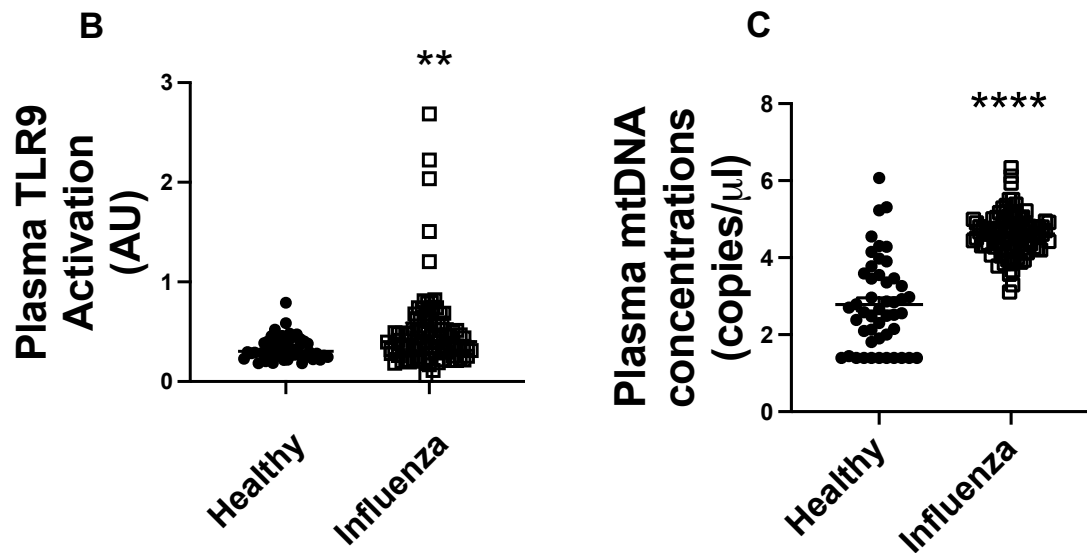 B
**
Plasma TLR9
Activation
(AU)
3
2
1
0
Healthy
Influenza
C
****
Plasma mtDNA
concentrations
(copies/μl)
8
6
4
2
0
Healthy
Influenza